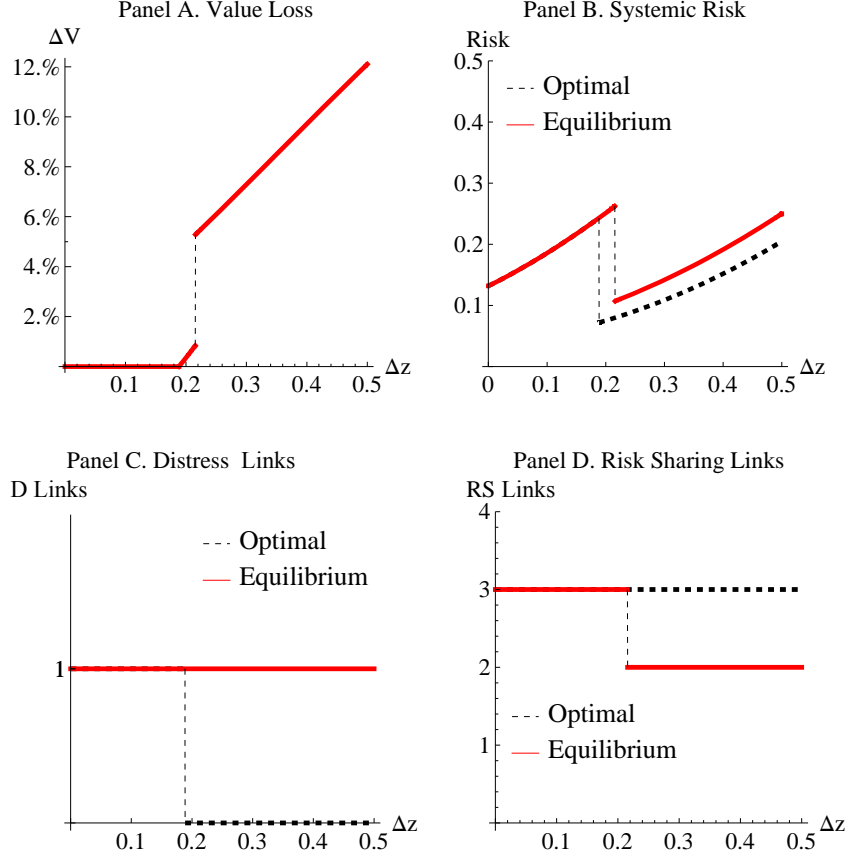 Panel A. Value Loss
ΔV
12.%
10.%
8.%
6.%
4.%
2.%
0.1 0.2 0.3 0.4 0.5 Δz
Panel B. Systemic Risk
Risk
0.5
0.4
0.3
0.2
0.1
Optimal
Equilibrium
0 0.1 0.2 0.3 0.4 0.5 Δz
Panel C. Distress Links
D Links
1
Optimal
Equilibrium
0.1 0.2 0.3 0.4 0.5 Δz
Panel D. Risk Sharing Links
RS Links
4
3
2
1
Optimal
Equilibrium
0.1 0.2 0.3 0.4 0.5 Δz